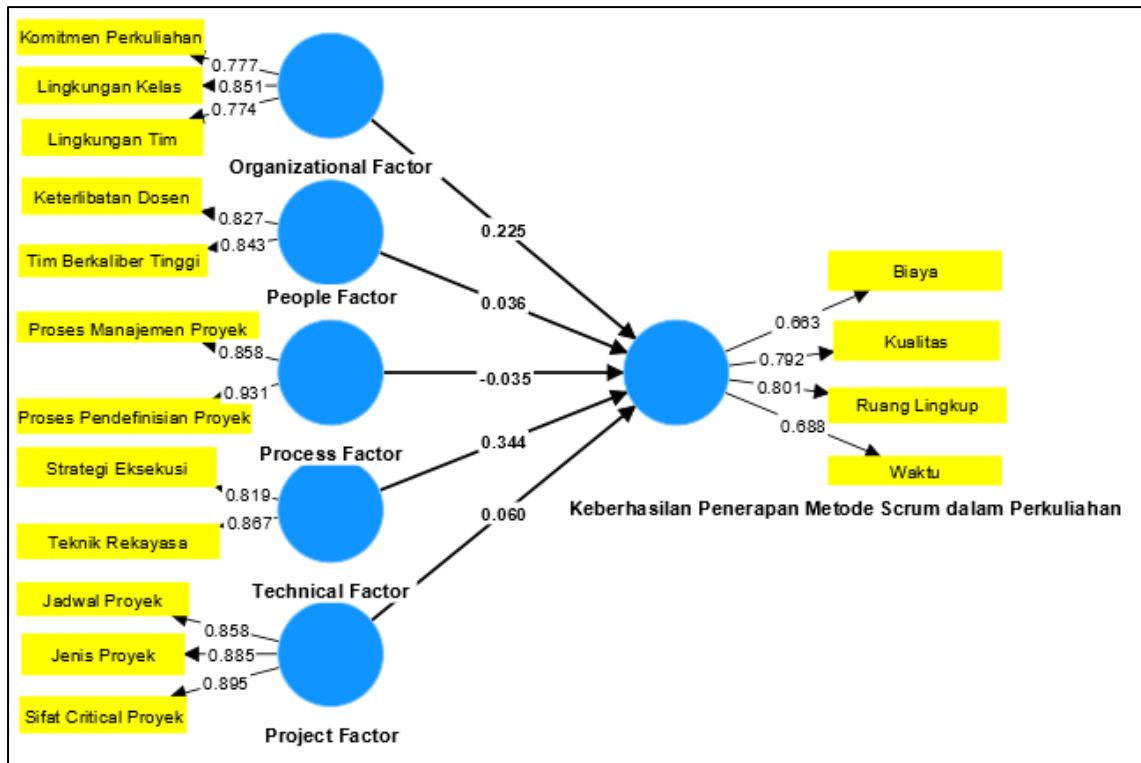 Komitmen Perkuliahan
0.777
Lingkungan Kelas
0.851
Lingkungan Tim
0.774
Organizational Factor
Keterlibatan Dosen
0.827
Tim Berkaliber Tinggi
0.843
People Factor
Proses Manajemen Proyek
0.858
Proses Pendefinisian Proyek
0.931
Process Factor
Strategi Eksekusi
0.819
Teknik Rekayasa
0.867
Technical Factor
Jadwal Proyek
0.858
Jenis Proyek
0.885
Sifat Critical Proyek
0.895
Project Factor
0.225
0.036
-0.035
0.344
0.060
Biaya
0.663
Kualitas
0.792
Ruang Lingkup
0.801
Waktu
0.688
Keberhasilan Penerapan Metode Scrum dalam Perkuliahan